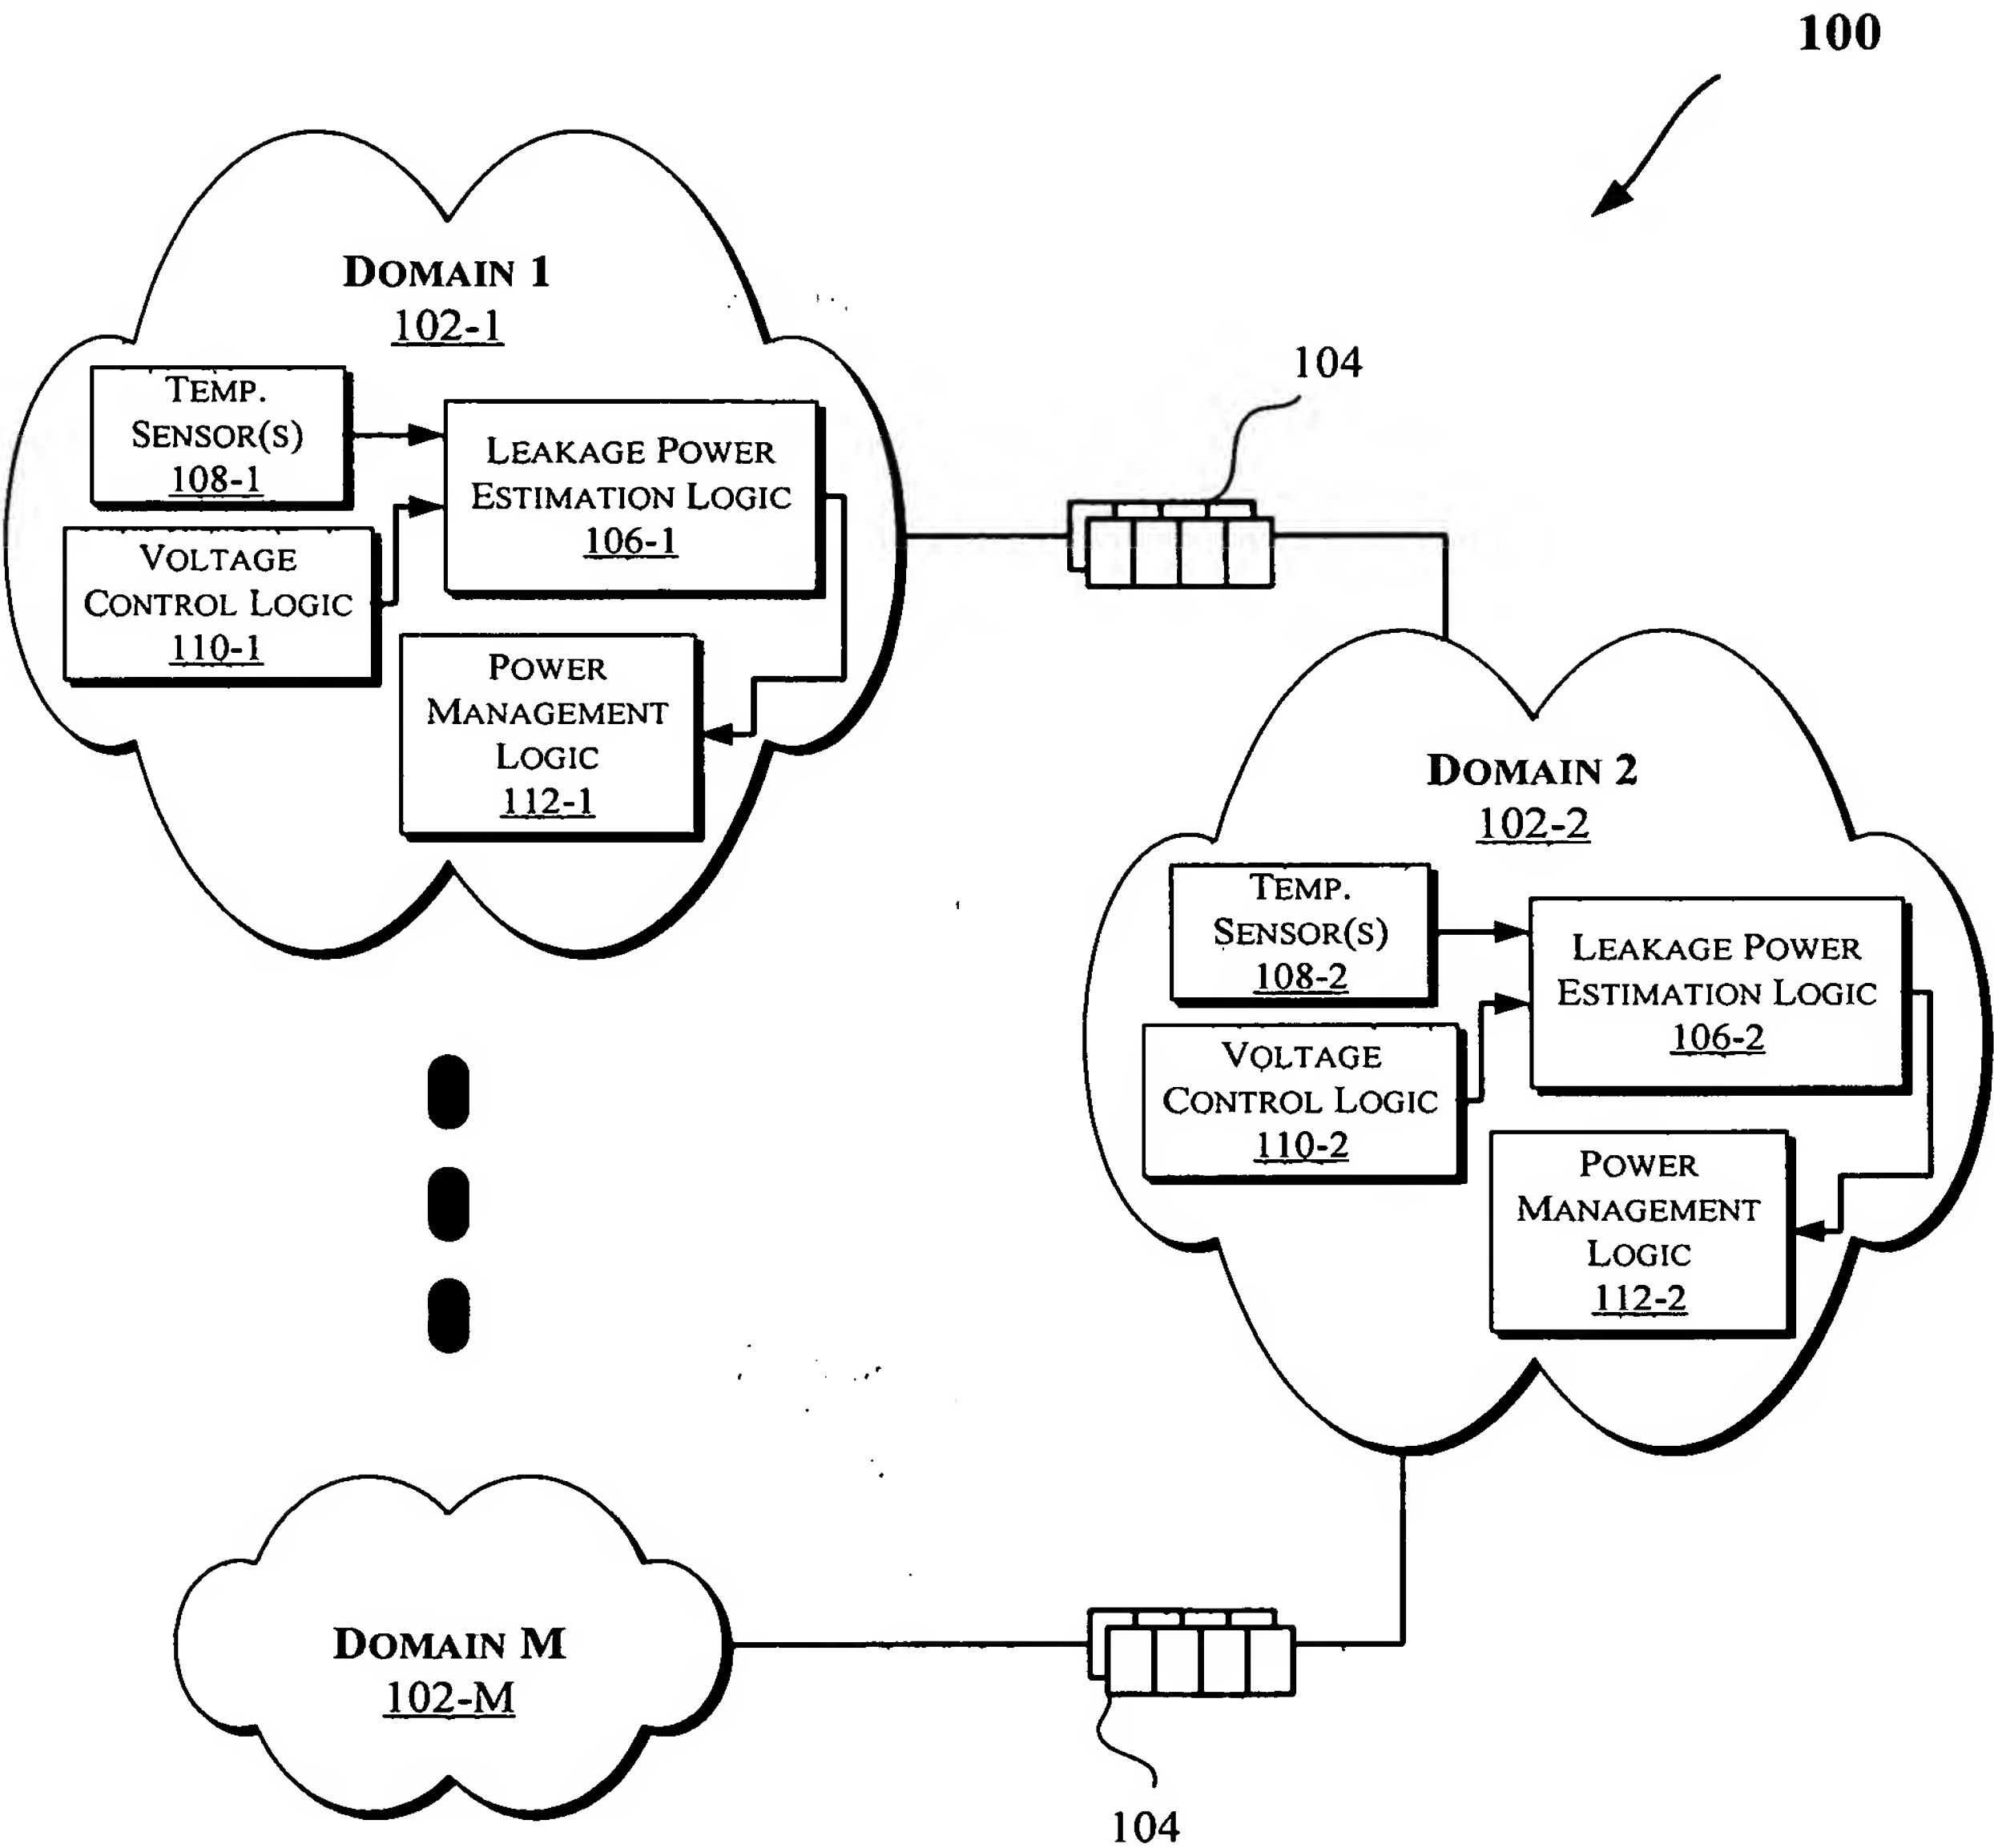 100
DOMAIN 1
102-1
TEMP.
SENSOR(S)
108-1
LEAKAGE POWER
ESTIMATION LOGIC
106-1
VOLTAGE
CONTROL LOGIC
110-1
POWER
MANAGEMENT
LOGIC
112-1
104
DOMAIN 2
102-2
TEMP.
SENSOR(S)
108-2
LEAKAGE POWER
ESTIMATION LOGIC
106-2
VOLTAGE
CONTROL LOGIC
110-2
POWER
MANAGEMENT
LOGIC
112-2
DOMAIN M
102-M
104